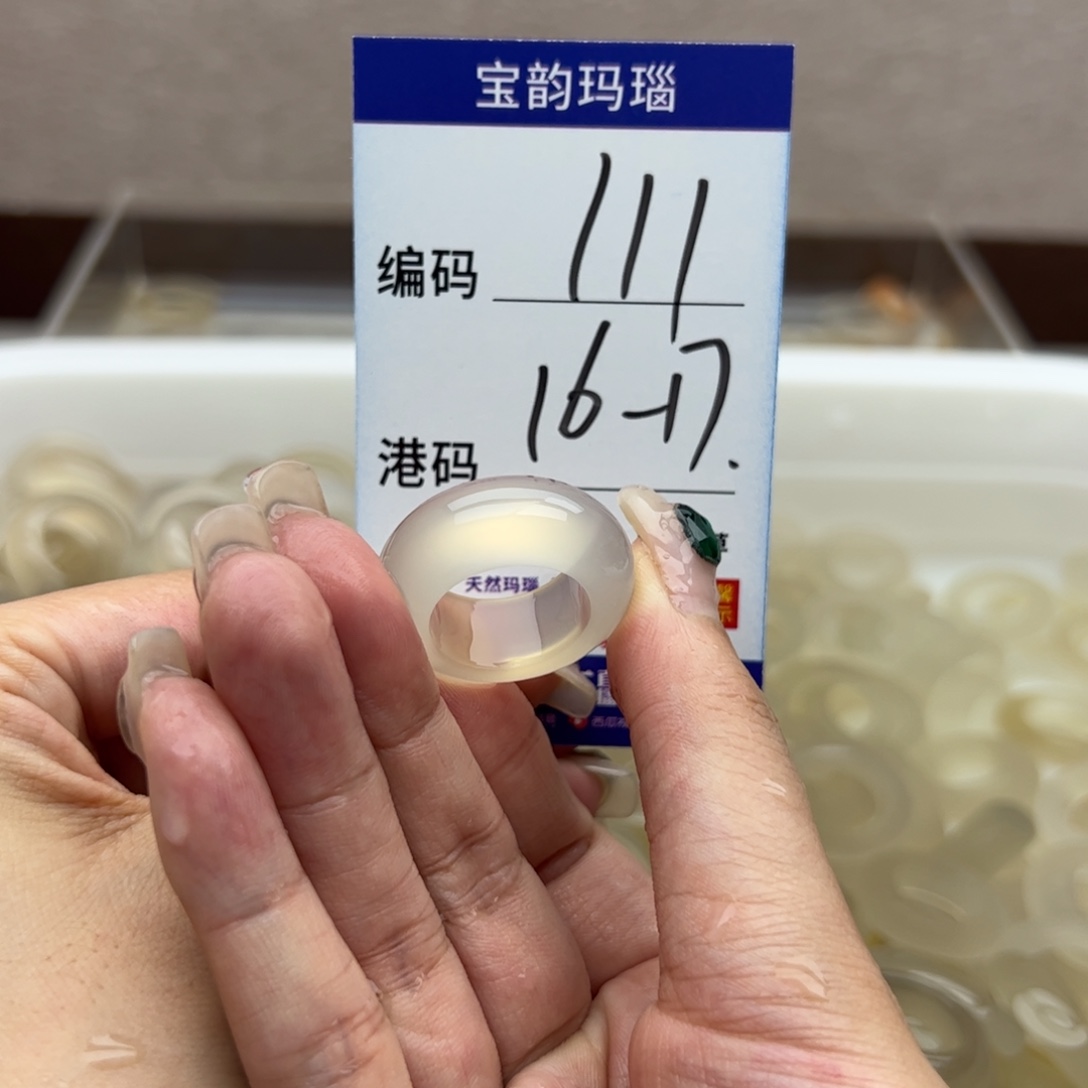 宝韵玛瑙
编码 111
港码 16-17.
天然玛瑙